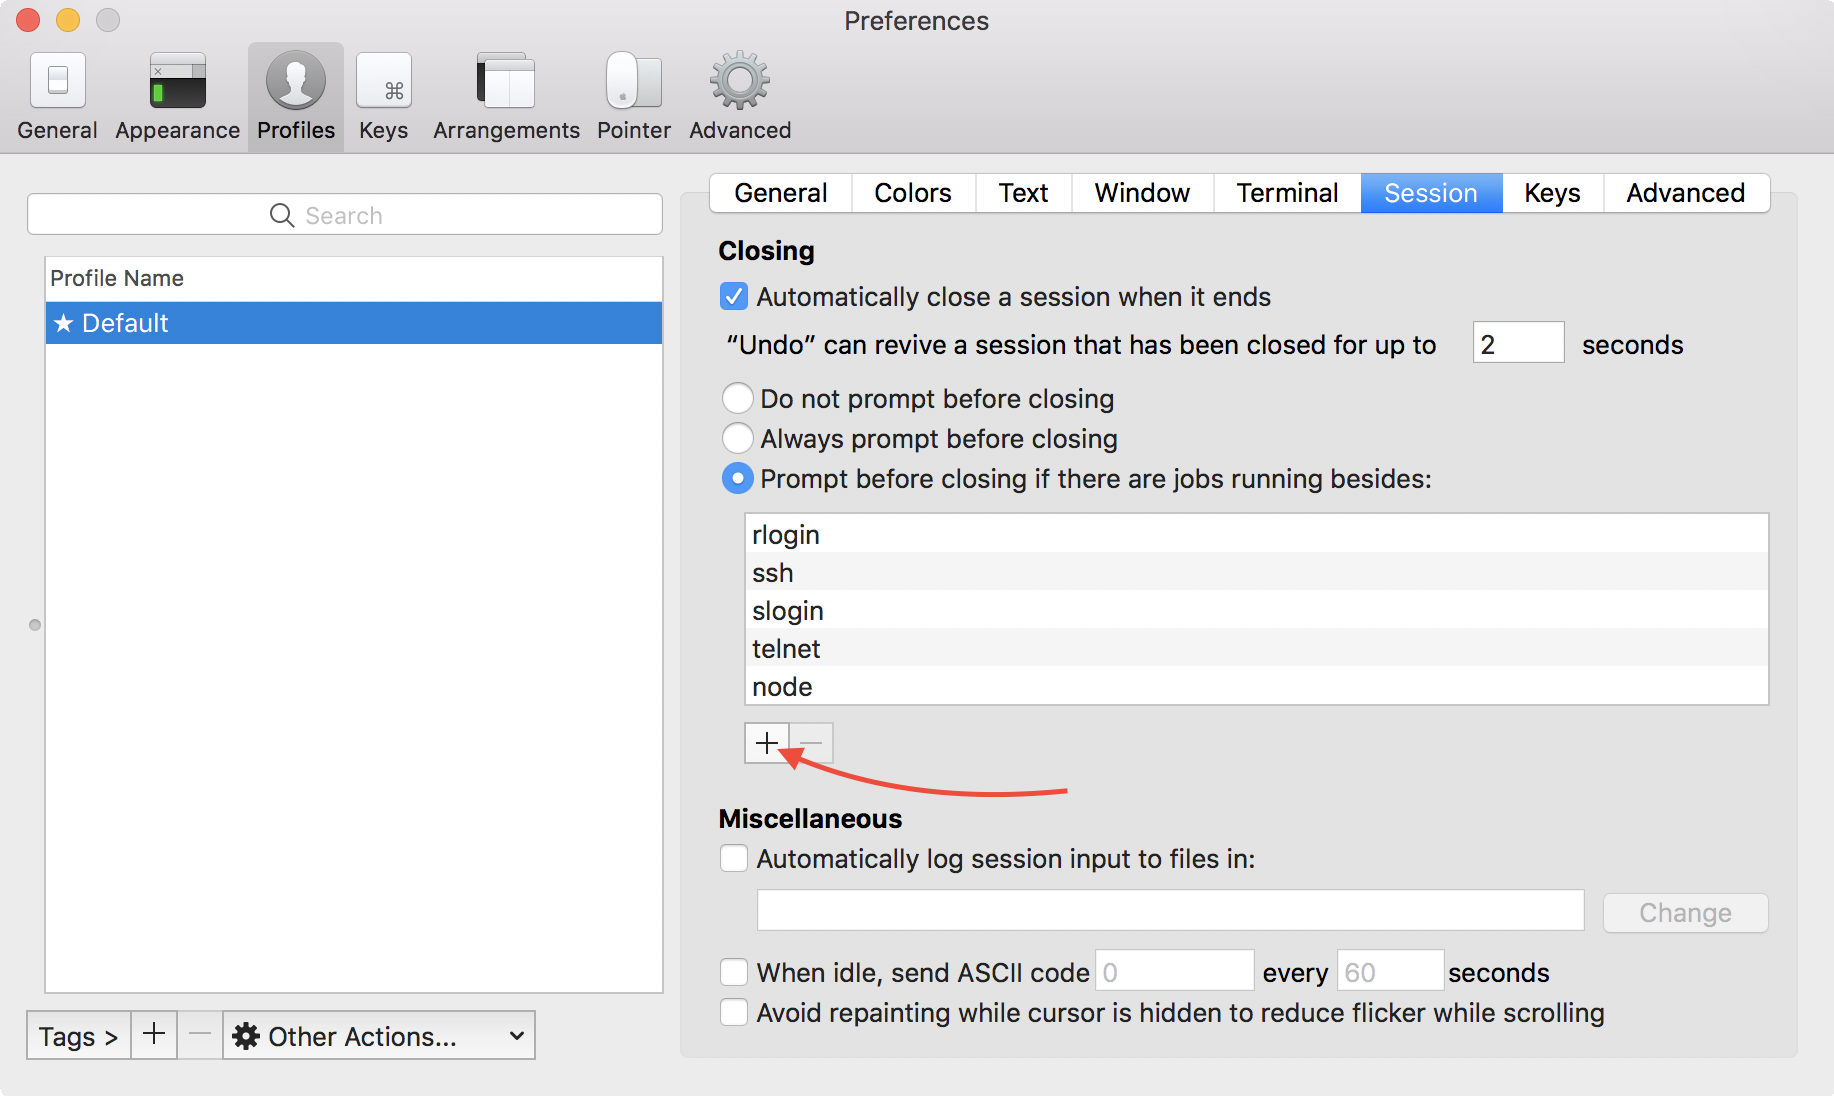 Preferences
General Appearance Profiles Keys Arrangements Pointer Advanced
Search
Profile Name
★ Default
Tags > + − Other Actions...
General Colors Text Window Terminal Session Keys Advanced
Closing
Automatically close a session when it ends
“Undo” can revive a session that has been closed for up to 2 seconds
Do not prompt before closing
Always prompt before closing
Prompt before closing if there are jobs running besides:
rlogin
ssh
slogin
telnet
node
+ −
Miscellaneous
Automatically log session input to files in:
Change
When idle, send ASCII code 0 every 60 seconds
Avoid repainting while cursor is hidden to reduce flicker while scrolling